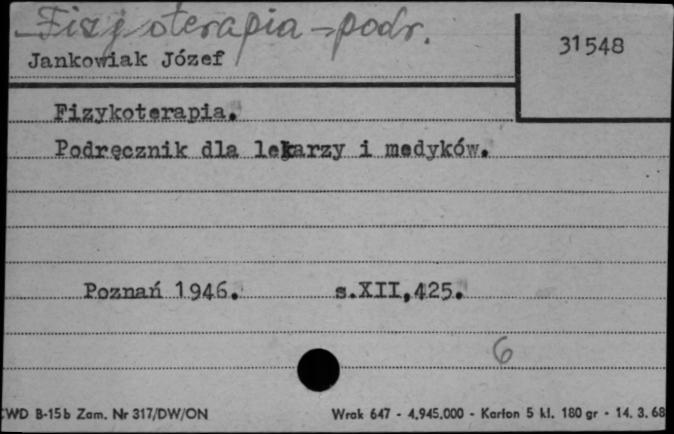 Fizjoterapia - podr.
31548
Jankowiak Józef
Fizykoterapia.
Podręcznik dla lekarzy i medyków.
Poznań 1946. s.XII,425.
6
CWD B-15b Zam. Nr 317/DW/ON Wrak 647 - 4.945.000 - Karton 5 kl. 180 gr - 14. 3. 68